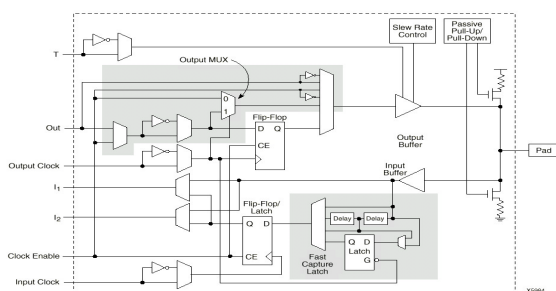 Slew Rate
Control
Passive
Pull-Up/
Pull-Down
T
Output MUX
0
1
Out
Flip-Flop
D Q
CE
Output
Buffer
Output Clock
Input
Buffer
Pad
I1
I2
Flip-Flop/
Latch
Q D
CE
Delay Delay
Q D
Latch
G
Fast
Capture
Latch
Clock Enable
Input Clock